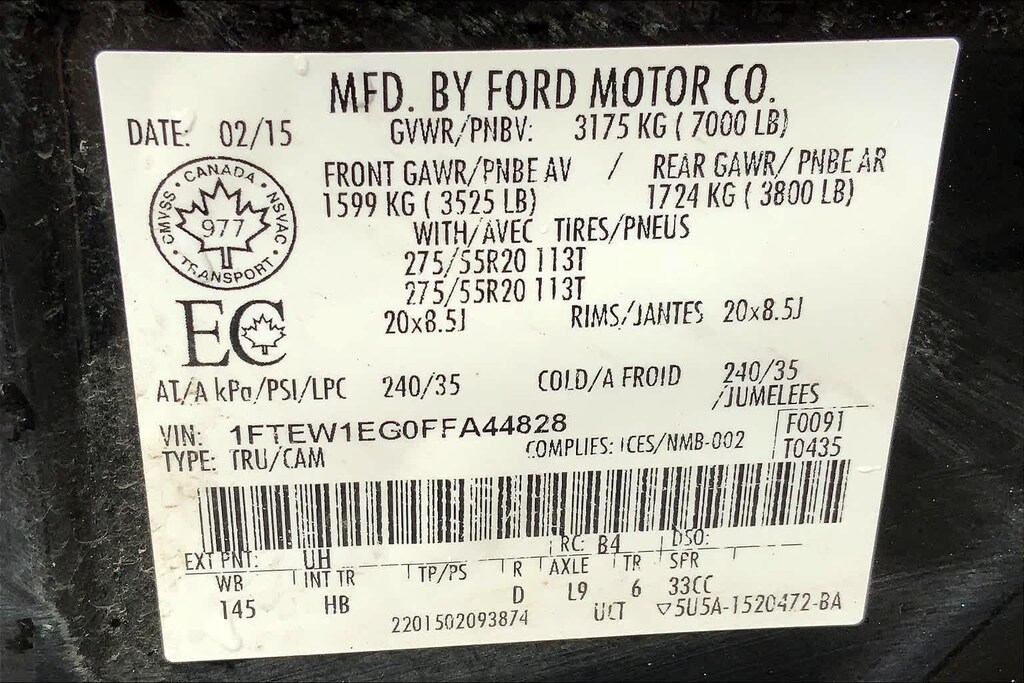 MFD. BY FORD MOTOR CO.
DATE: 02/15 GVWR/PNBV: 3175 KG ( 7000 LB)
FRONT GAWR/PNBE AV / REAR GAWR/ PNBE AR
1599 KG ( 3525 LB) 1724 KG ( 3800 LB)
CANADA
CMVSS NSVAC
977
TRANSPORT
WITH/AVEC TIRES/PNEUS
275/55R20 113T
275/55R20 113T
EC
20x8.5J RIMS/JANTES 20x8.5J
AT/A kPa/PSI/LPC 240/35 COLD/A FROID 240/35
/JUMELEES
VIN: 1FTEW1EG0FFA44828 F0091
TYPE: TRU/CAM COMPLIES: ICES/NMB-002 T0435
EXT PNT: UH RC: B4 DSO:
WB INT TR TP/PS R AXLE TR SPR
145 HB D L9 6 33CC
2201502093874 UCT ▽5U5A-1520472-BA